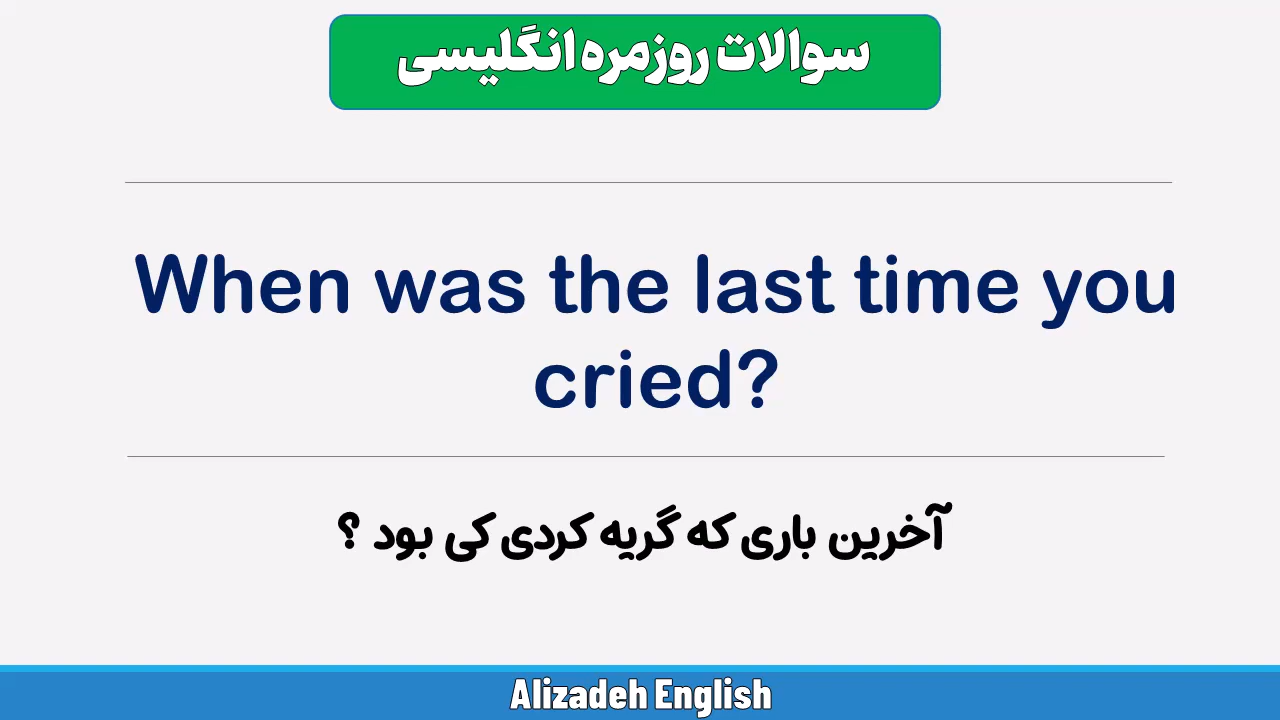 سوالات روزمره انگلیسی
When was the last time you
cried?
آخرین باری که گریه کردی کی بود ؟
Alizadeh English